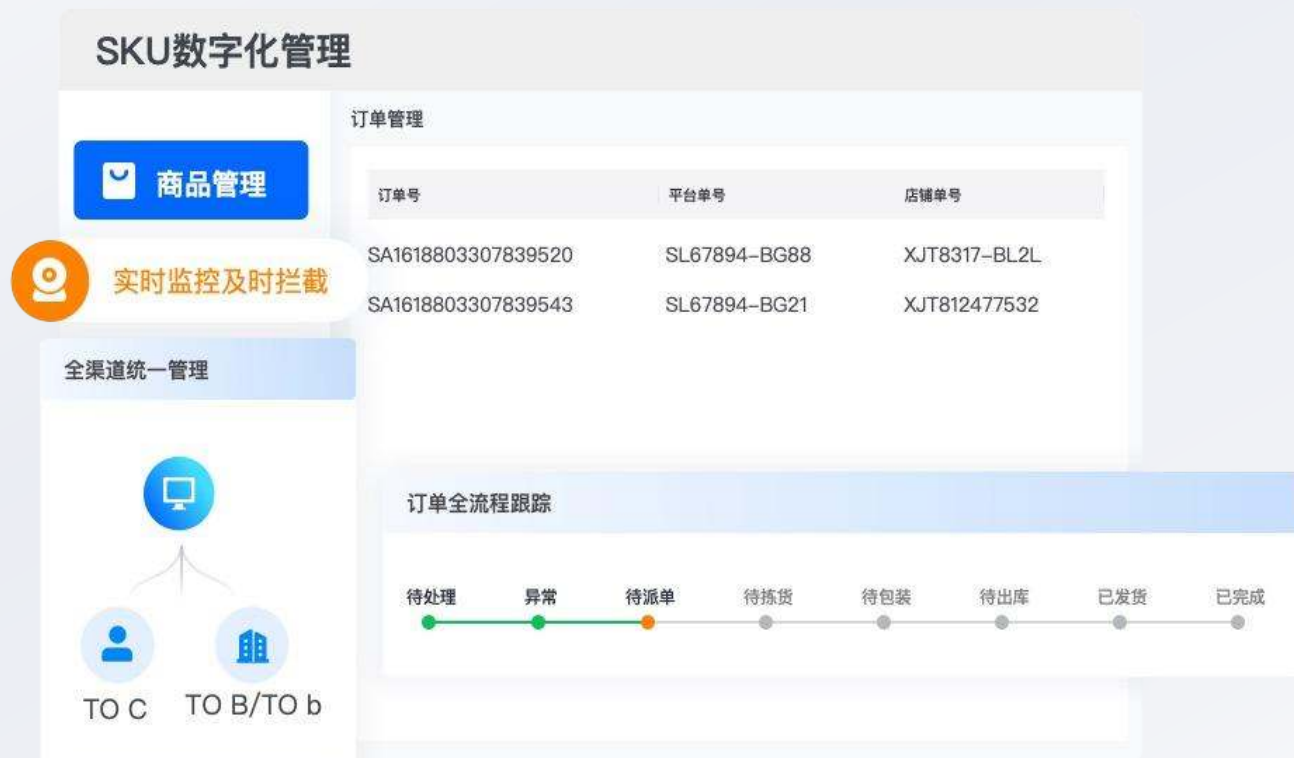 SKU数字化管理
订单管理
商品管理
订单号 平台单号 店铺单号
SA1618803307839520 SL67894-BG88 XJT8317-BL2L
实时监控及时拦截
SA1618803307839543 SL67894-BG21 XJT812477532
全渠道统一管理
订单全流程跟踪
待处理 异常 待派单 待拣货 待包装 待出库 已发货 已完成
TO C TO B/TO b